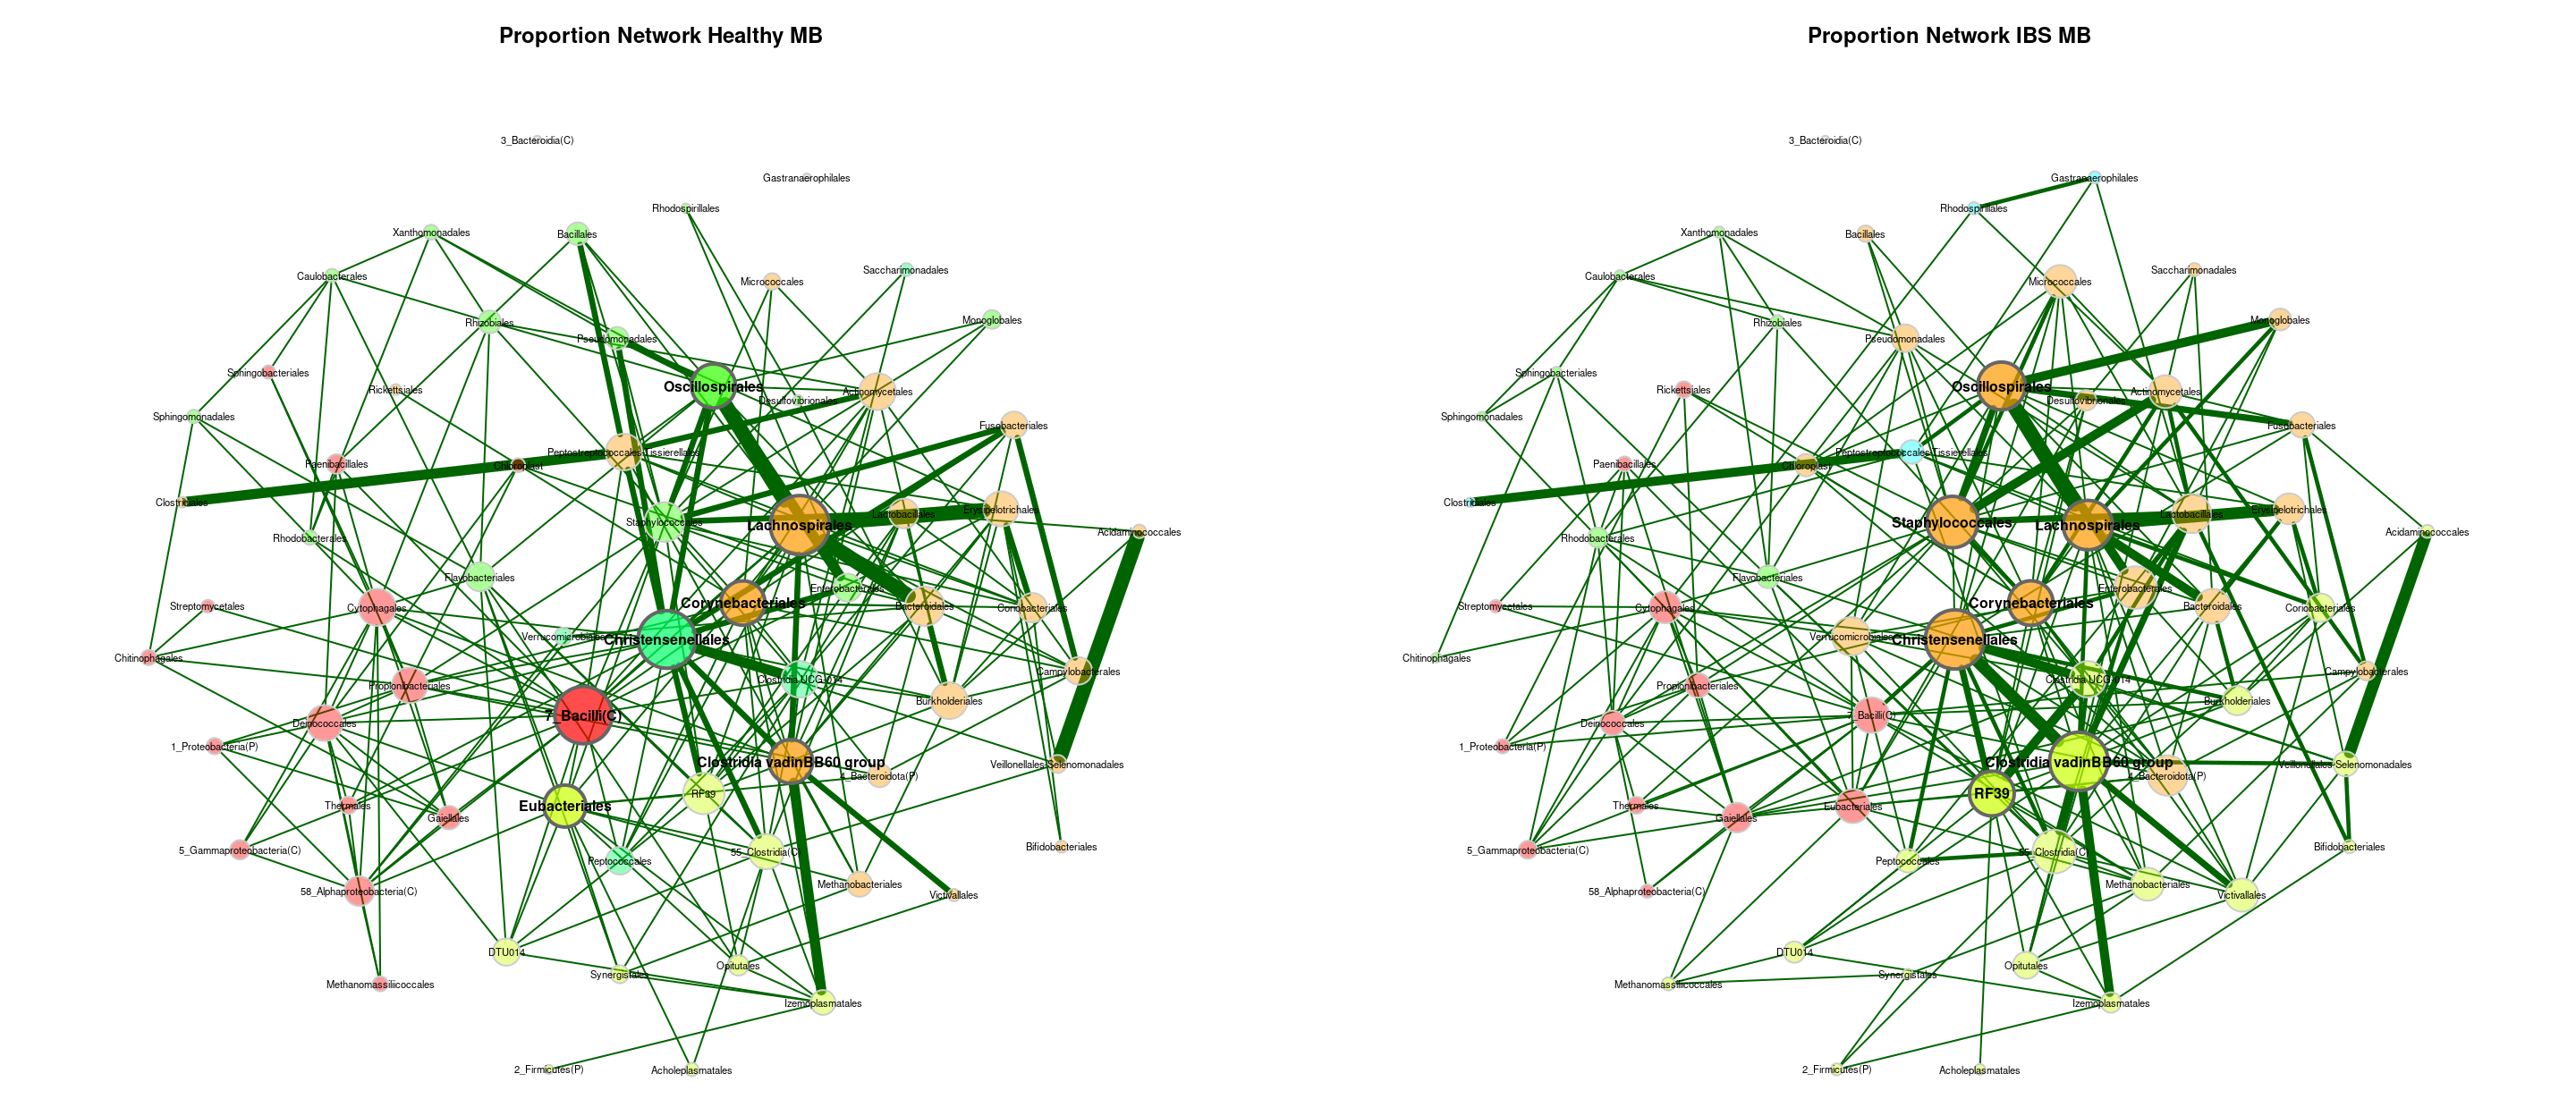 Proportion Network Healthy MB
3_Bacteroidia(C)
Gastranaerophilales
Rhodospirillales
Xanthomonadales
Bacillales
Saccharimonadales
Caulobacterales
Micrococcales
Rhizobiales
Monoglobales
Pseudomonadales
Sphingobacteriales
Oscillospirales
Rickettsiales
Actinomycetales
Desulfovibrionales
Sphingomonadales
Fusobacteriales
Peptostreptococcales-Tissierellales
Paenibacillales
Chloroplast
Clostridiales
Erysipelotrichales
Lactobacillales
Staphylococcales
Lachnospirales
Acidaminococcales
Rhodobacterales
Flavobacteriales
Enterobacterales
Corynebacteriales
Streptomycetales
Cytophagales
Bacteroidales
Coriobacteriales
Verrucomicrobiales
Christensenellales
Chitinophagales
Campylobacterales
Clostridia UCG-014
Propionibacteriales
Burkholderiales
7_Bacilli(C)
Deinococcales
1_Proteobacteria(P)
Clostridia vadinBB60 group
Veillonellales-Selenomonadales
4_Bacteroidota(P)
RF39
Thermales
Eubacteriales
Gaiellales
Bifidobacteriales
5_Gammaproteobacteria(C)
55_Clostridia(C)
Peptococcales
Methanobacteriales
58_Alphaproteobacteria(C)
Victivallales
DTU014
Opitutales
Synergistales
Methanomassiliicoccales
Izemoplasmatales
2_Firmicutes(P)
Acholeplasmatales
Proportion Network IBS MB
3_Bacteroidia(C)
Gastranaerophilales
Rhodospirillales
Xanthomonadales
Bacillales
Saccharimonadales
Caulobacterales
Micrococcales
Rhizobiales
Monoglobales
Pseudomonadales
Sphingobacteriales
Oscillospirales
Rickettsiales
Actinomycetales
Desulfovibrionales
Sphingomonadales
Fusobacteriales
Peptostreptococcales-Tissierellales
Paenibacillales
Chloroplast
Clostridiales
Erysipelotrichales
Lactobacillales
Staphylococcales
Lachnospirales
Acidaminococcales
Rhodobacterales
Flavobacteriales
Enterobacterales
Corynebacteriales
Streptomycetales
Cytophagales
Bacteroidales
Coriobacteriales
Verrucomicrobiales
Christensenellales
Chitinophagales
Campylobacterales
Clostridia UCG-014
Propionibacteriales
Burkholderiales
7_Bacilli(C)
Deinococcales
1_Proteobacteria(P)
Clostridia vadinBB60 group
Veillonellales-Selenomonadales
4_Bacteroidota(P)
RF39
Thermales
Eubacteriales
Gaiellales
Bifidobacteriales
5_Gammaproteobacteria(C)
55_Clostridia(C)
Peptococcales
Methanobacteriales
58_Alphaproteobacteria(C)
Victivallales
DTU014
Opitutales
Synergistales
Methanomassiliicoccales
Izemoplasmatales
2_Firmicutes(P)
Acholeplasmatales